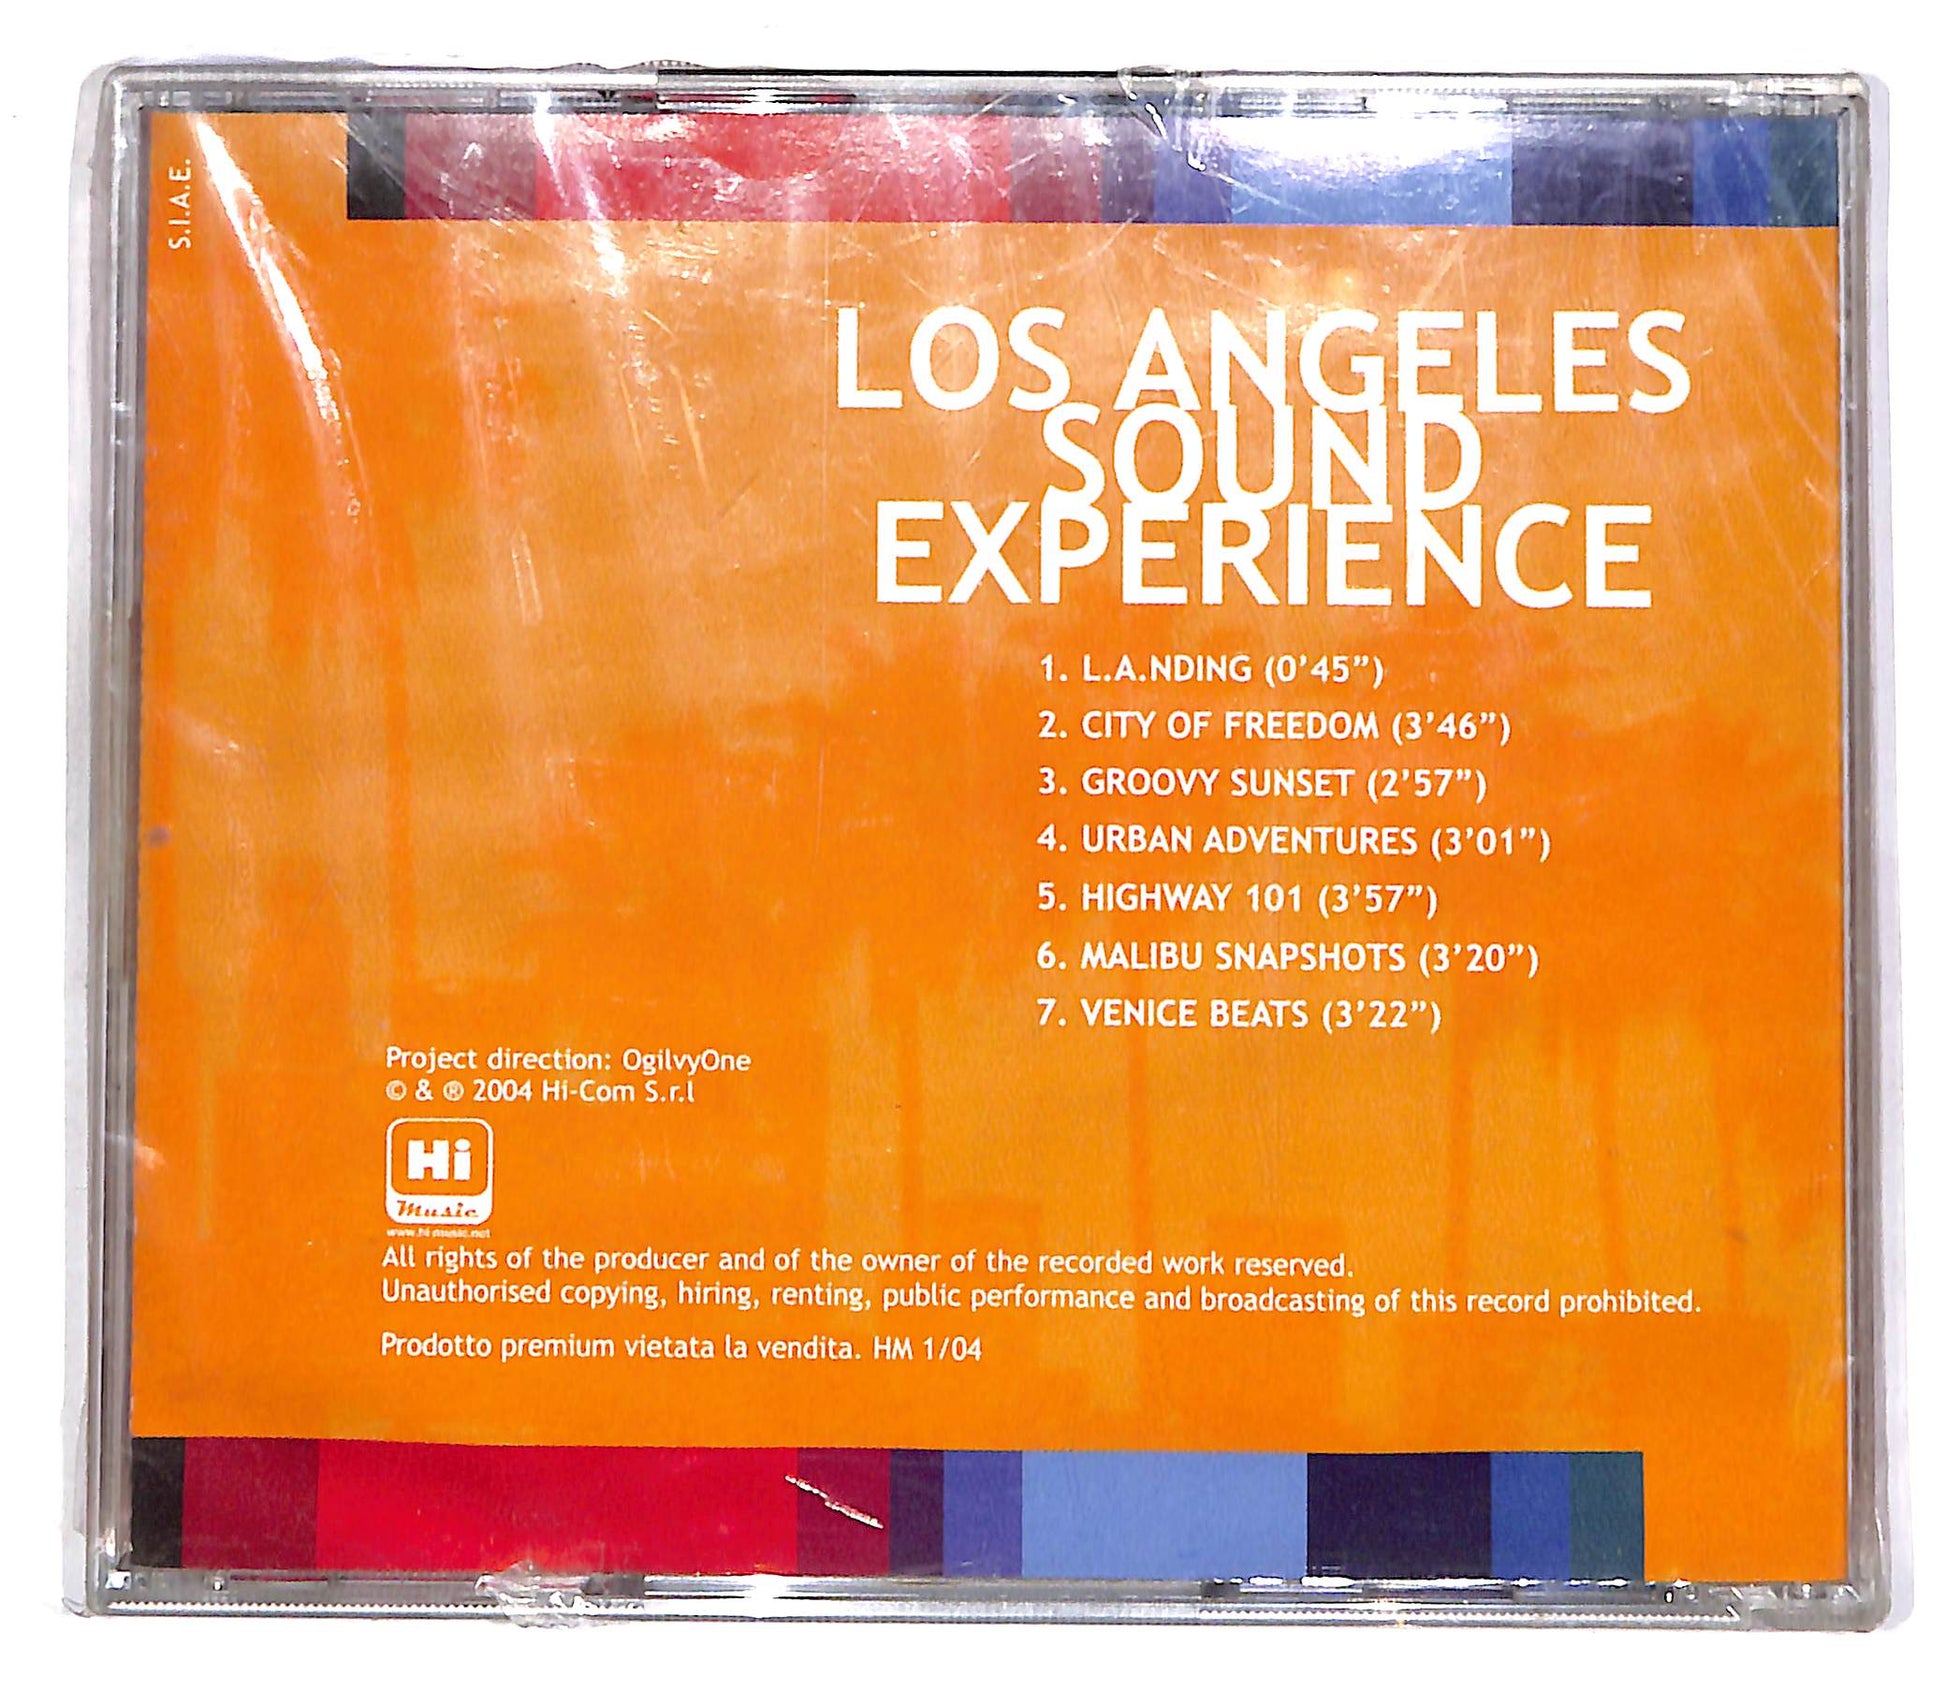 S.I.A.E.
LOS ANGELES
SOUND
EXPERIENCE
1. L.A.NDING (0’45”)
2. CITY OF FREEDOM (3’46”)
3. GROOVY SUNSET (2’57”)
4. URBAN ADVENTURES (3’01”)
5. HIGHWAY 101 (3’57”)
6. MALIBU SNAPSHOTS (3’20”)
7. VENICE BEATS (3’22”)
Project direction: OgilvyOne
© & ® 2004 Hi-Com S.r.l
Hi
Music
www.hi-music.net
All rights of the producer and of the owner of the recorded work reserved.
Unauthorised copying, hiring, renting, public performance and broadcasting of this record prohibited.
Prodotto premium vietata la vendita. HM 1/04